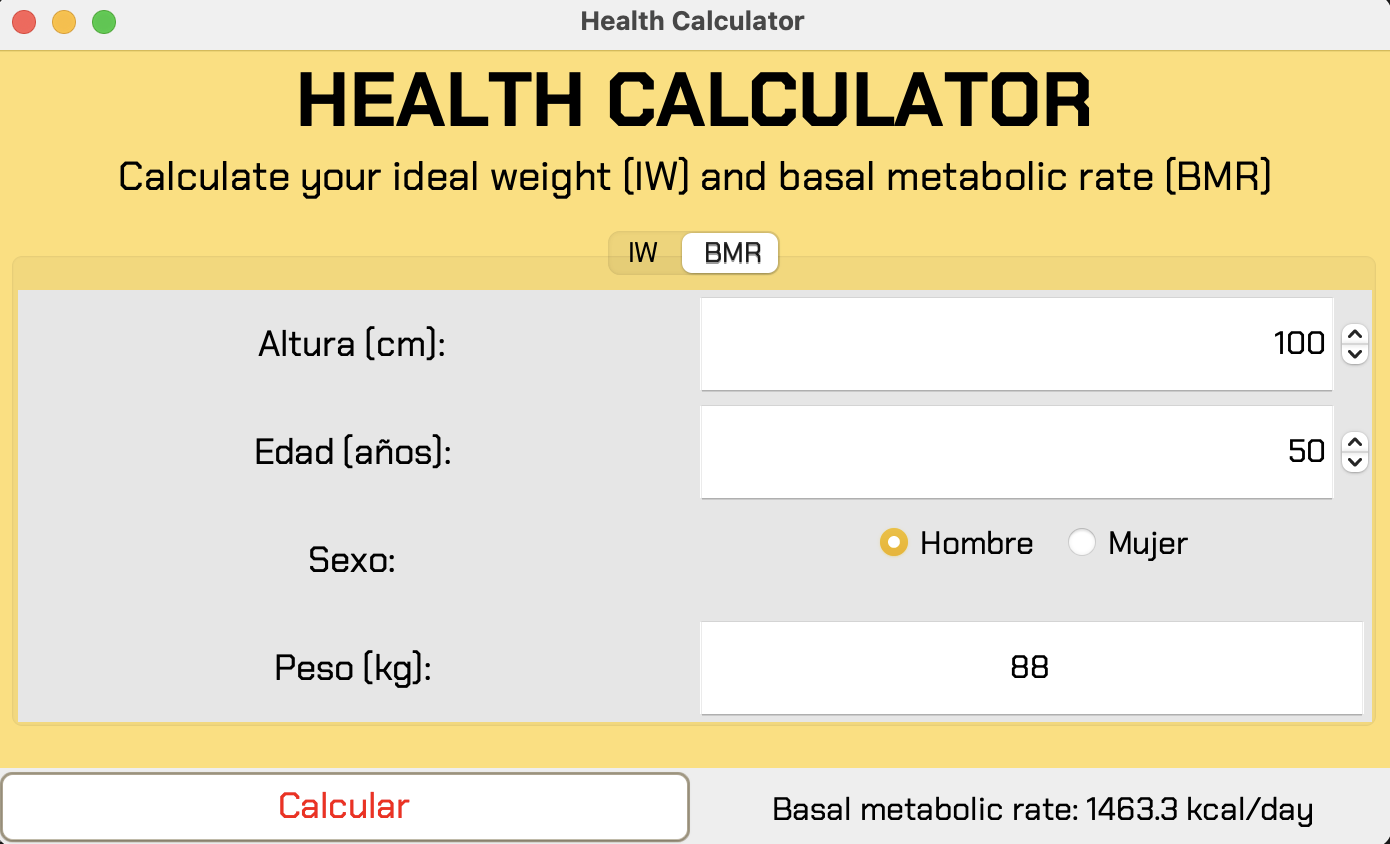 Health Calculator
HEALTH CALCULATOR
Calculate your ideal weight (IW) and basal metabolic rate (BMR)
IW BMR
Altura (cm): 100
Edad (años): 50
Sexo: Hombre Mujer
Peso (kg): 88
Calcular Basal metabolic rate: 1463.3 kcal/day